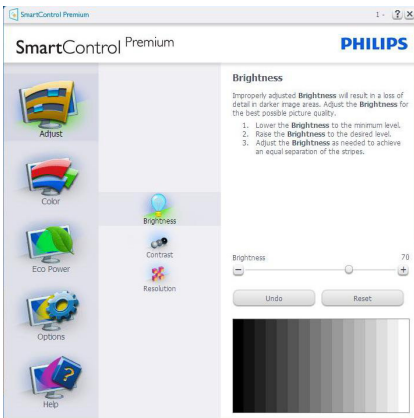 SmartControl Premium
1 -
SmartControl Premium
PHILIPS
Adjust
Color
Eco Power
Options
Help
Brightness
Contrast
Resolution
Brightness
Improperly adjusted Brightness will result in a loss of
detail in darker image areas. Adjust the Brightness for
the best possible picture quality.
1. Lower the Brightness to the minimum level.
2. Raise the Brightness to the desired level.
3. Adjust the Brightness as needed to achieve
an equal separation of the stripes.
Brightness 70
Undo Reset